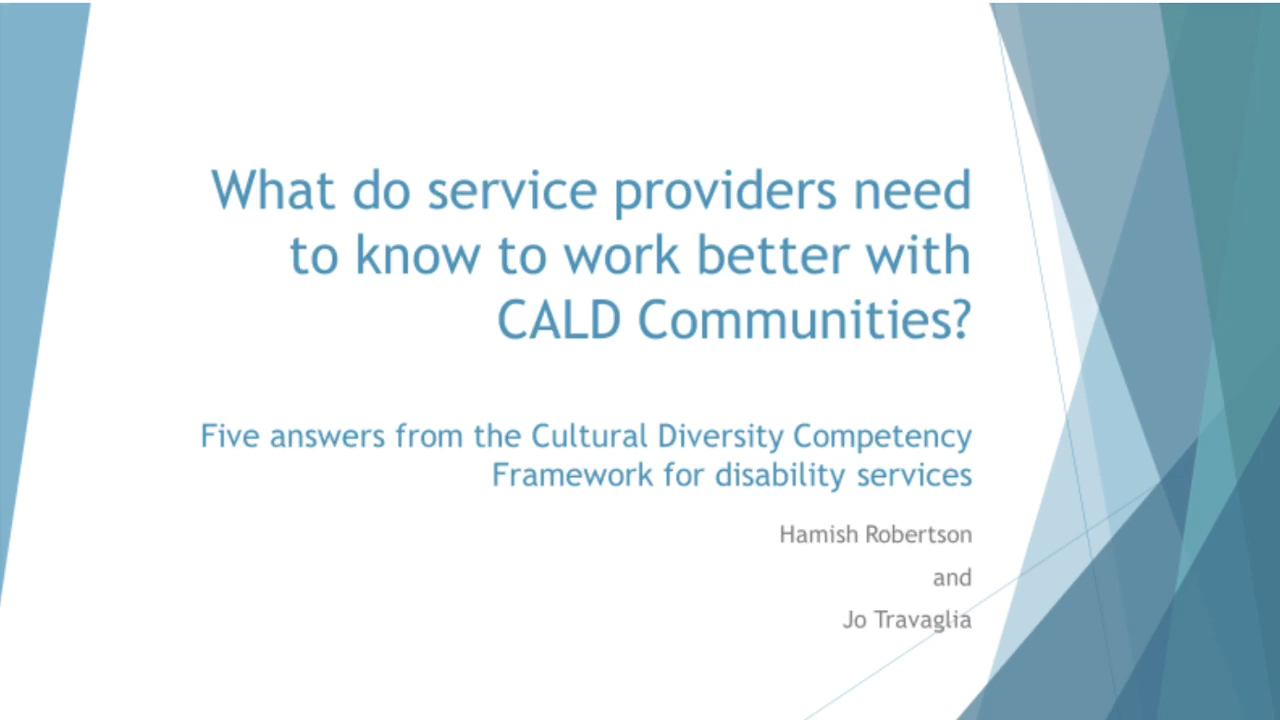 What do service providers need
to know to work better with
CALD Communities?
Five answers from the Cultural Diversity Competency
Framework for disability services
Hamish Robertson
and
Jo Travaglia